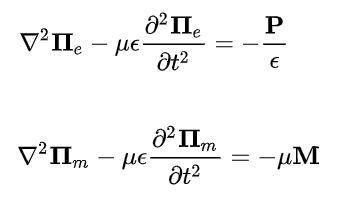 ∇²𝚷ₑ − μϵ ∂²𝚷ₑ/∂t² = −𝐏/ϵ
∇²𝚷ₘ − μϵ ∂²𝚷ₘ/∂t² = −μ𝐌